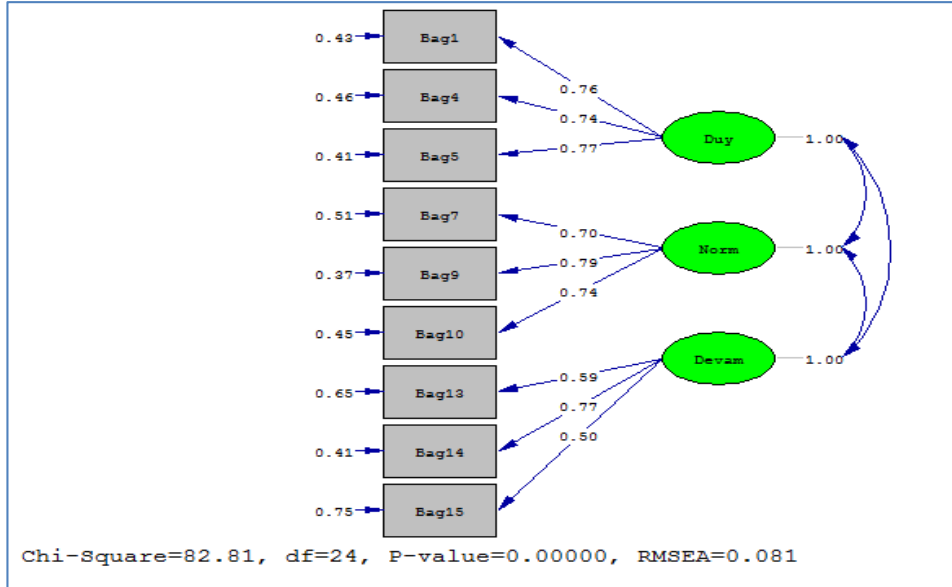 0.43 Bag1
0.76
0.46 Bag4
0.74
Duy 1.00
0.41 Bag5
0.77
0.51 Bag7
0.70
Norm 1.00
0.37 Bag9
0.79
0.74
0.45 Bag10
Devam 1.00
0.65 Bag13
0.59
0.77
0.41 Bag14
0.50
0.75 Bag15
Chi-Square=82.81, df=24, P-value=0.00000, RMSEA=0.081